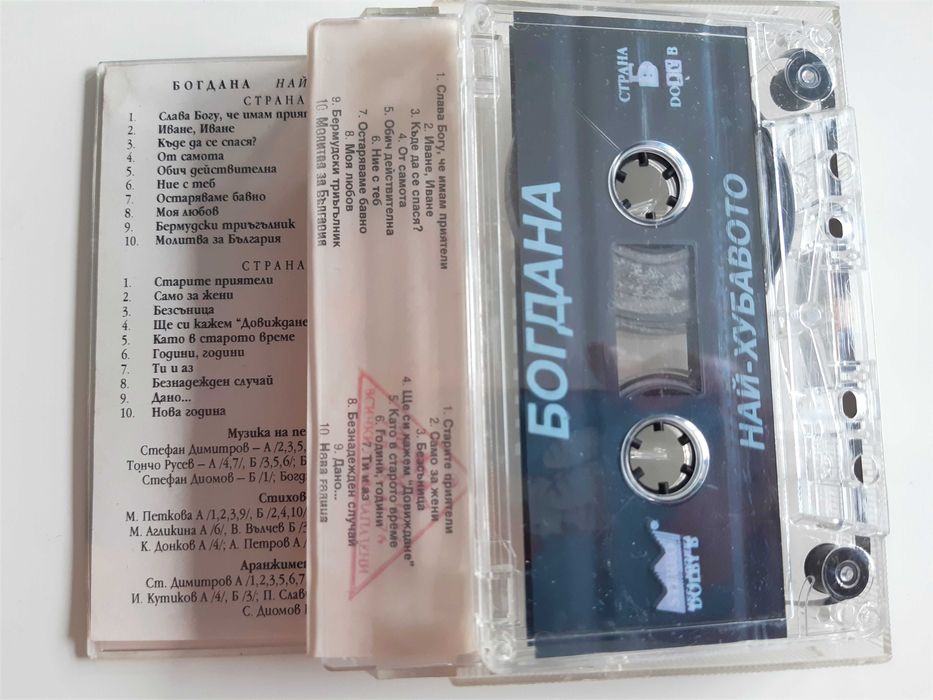 БОГДАНА НАЙ
СТРАНА
1. Слава Богу, че имам прият
2. Иване, Иване
3. Къде да се спася?
4. От самота
5. Обич действителна
6. Ние с теб
7. Остаряваме бавно
8. Моя любов
9. Бермудски триъгълник
10. Молитва за България
СТРАНА
1. Старите приятели
2. Само за жени
3. Безсъница
4. Ще си кажем "Довиждане
5. Като в старото време
6. Години, години
7. Ти и аз
8. Безнадежден случай
9. Дано...
10. Нова година
Музика на пе
Стефан Димитров – А /2,3,5,
Тончо Русев – А /4,7/, Б /3,5,6/; Б
Стефан Диомов – Б /1/; Богд
Стихов
М. Петкова А /1,2,3,9/, Б /2,4,10/
М. Агликина А /6/, В. Вълчев Б /3
К. Донков А /4/; А. Петров А /
Аранжимен
Ст. Димитров А /1,2,3,5,6,7
И. Кутиков А /4/, Б /3/; П. Слав
С. Диомов
1. Слава Богу, че имам приятели
2. Иване, Иване
3. Къде да се спася?
4. От самота
5. Обич действителна
6. Ние с теб
7. Остаряваме бавно
8. Моя любов
9. Бермудски триъгълник
10. Молитва за България
1. Старите приятели
2. Само за жени
3. Безсъница
4. Ще си кажем "Довиждане"
5. Като в старото време
6. Години, години
7. Ти и аз
8. Безнадежден случай
9. Дано...
10. Нова година
БОГДАНА
НАЙ-ХУБАВОТО
СТРАНА
Б
DOLBY B